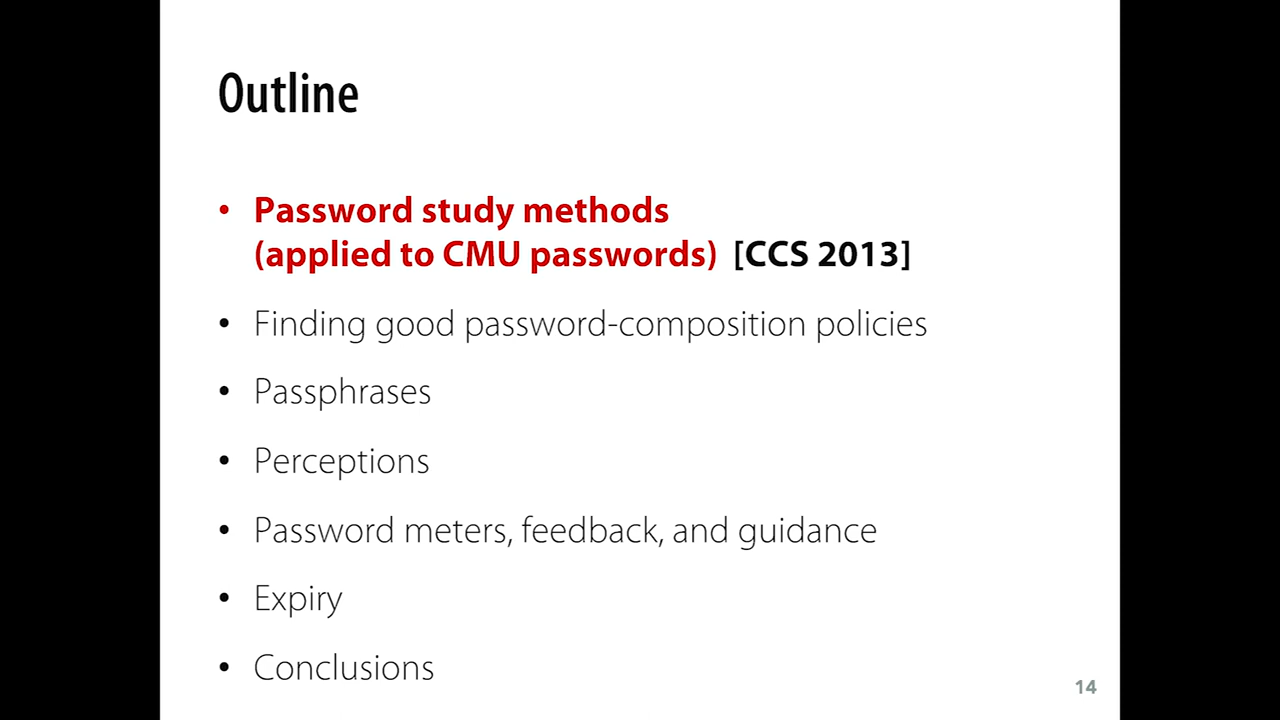 Outline
• Password study methods
(applied to CMU passwords) [CCS 2013]
• Finding good password-composition policies
• Passphrases
• Perceptions
• Password meters, feedback, and guidance
• Expiry
• Conclusions
14